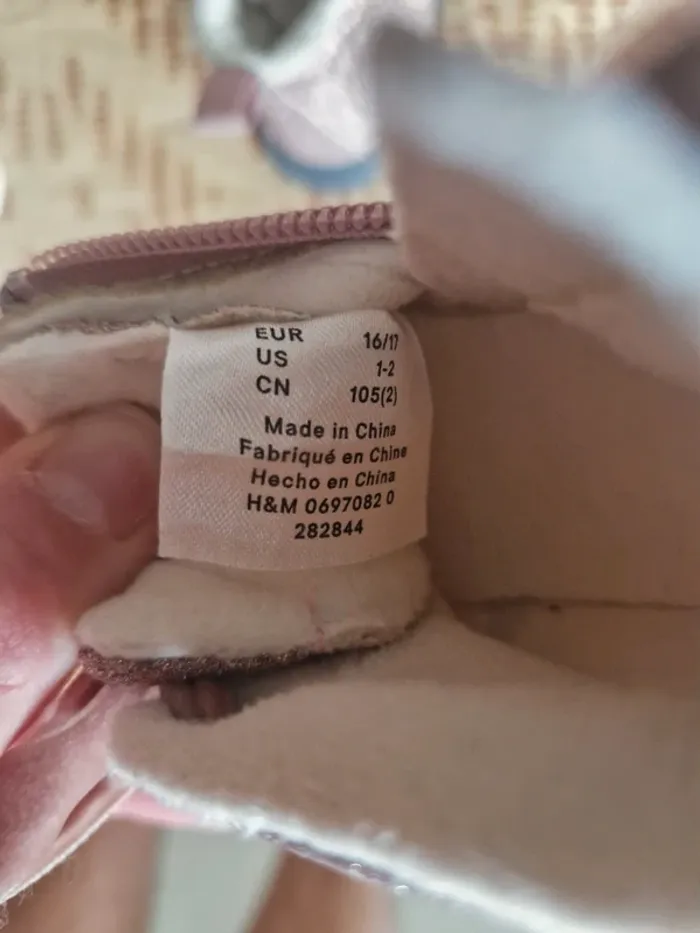 EUR 16/17
US 1-2
CN 105(2)
Made in China
Fabriqué en Chine
Hecho en China
H&M 0697082 0
282844